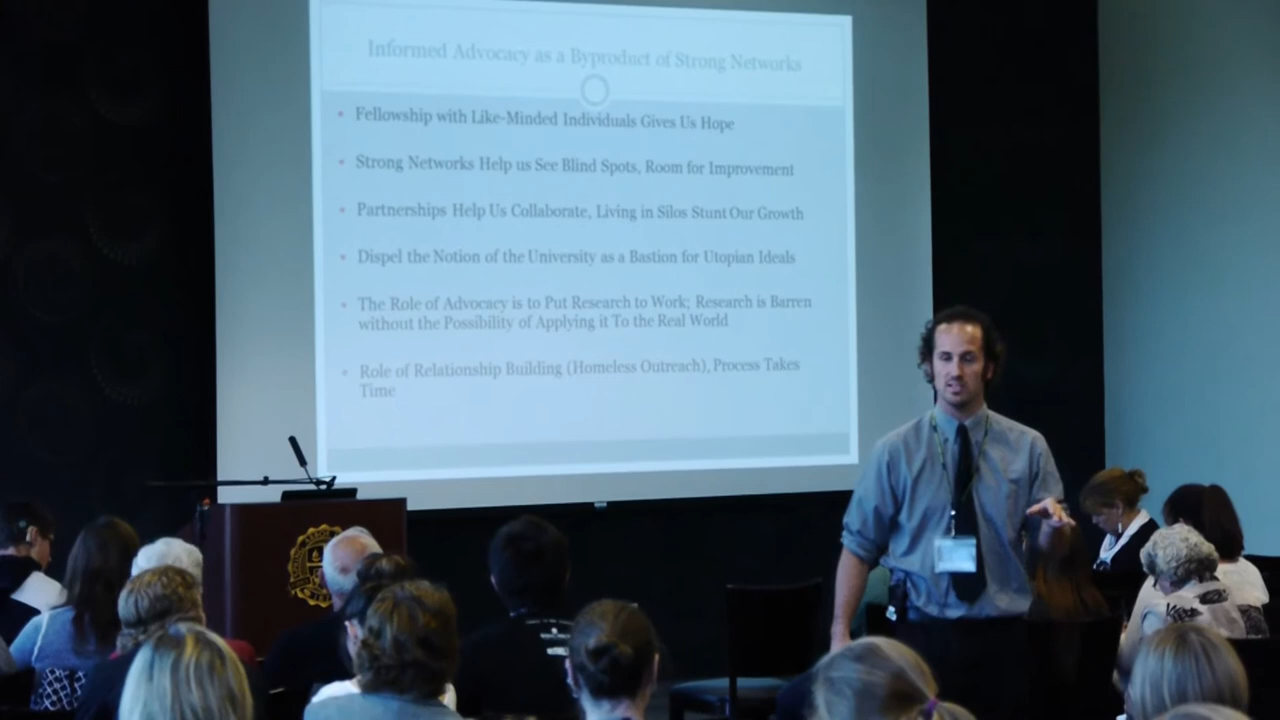 Informed Advocacy as a Byproduct of Strong Networks
Fellowship with Like-Minded Individuals Gives Us Hope
Strong Networks Help us See Blind Spots, Room for Improvement
Partnerships Help Us Collaborate, Living in Silos Stunt Our Growth
Dispel the Notion of the University as a Bastion for Utopian Ideals
The Role of Advocacy is to Put Research to Work; Research is Barren
without the Possibility of Applying it To the Real World
Role of Relationship Building (Homeless Outreach), Process Takes
Time